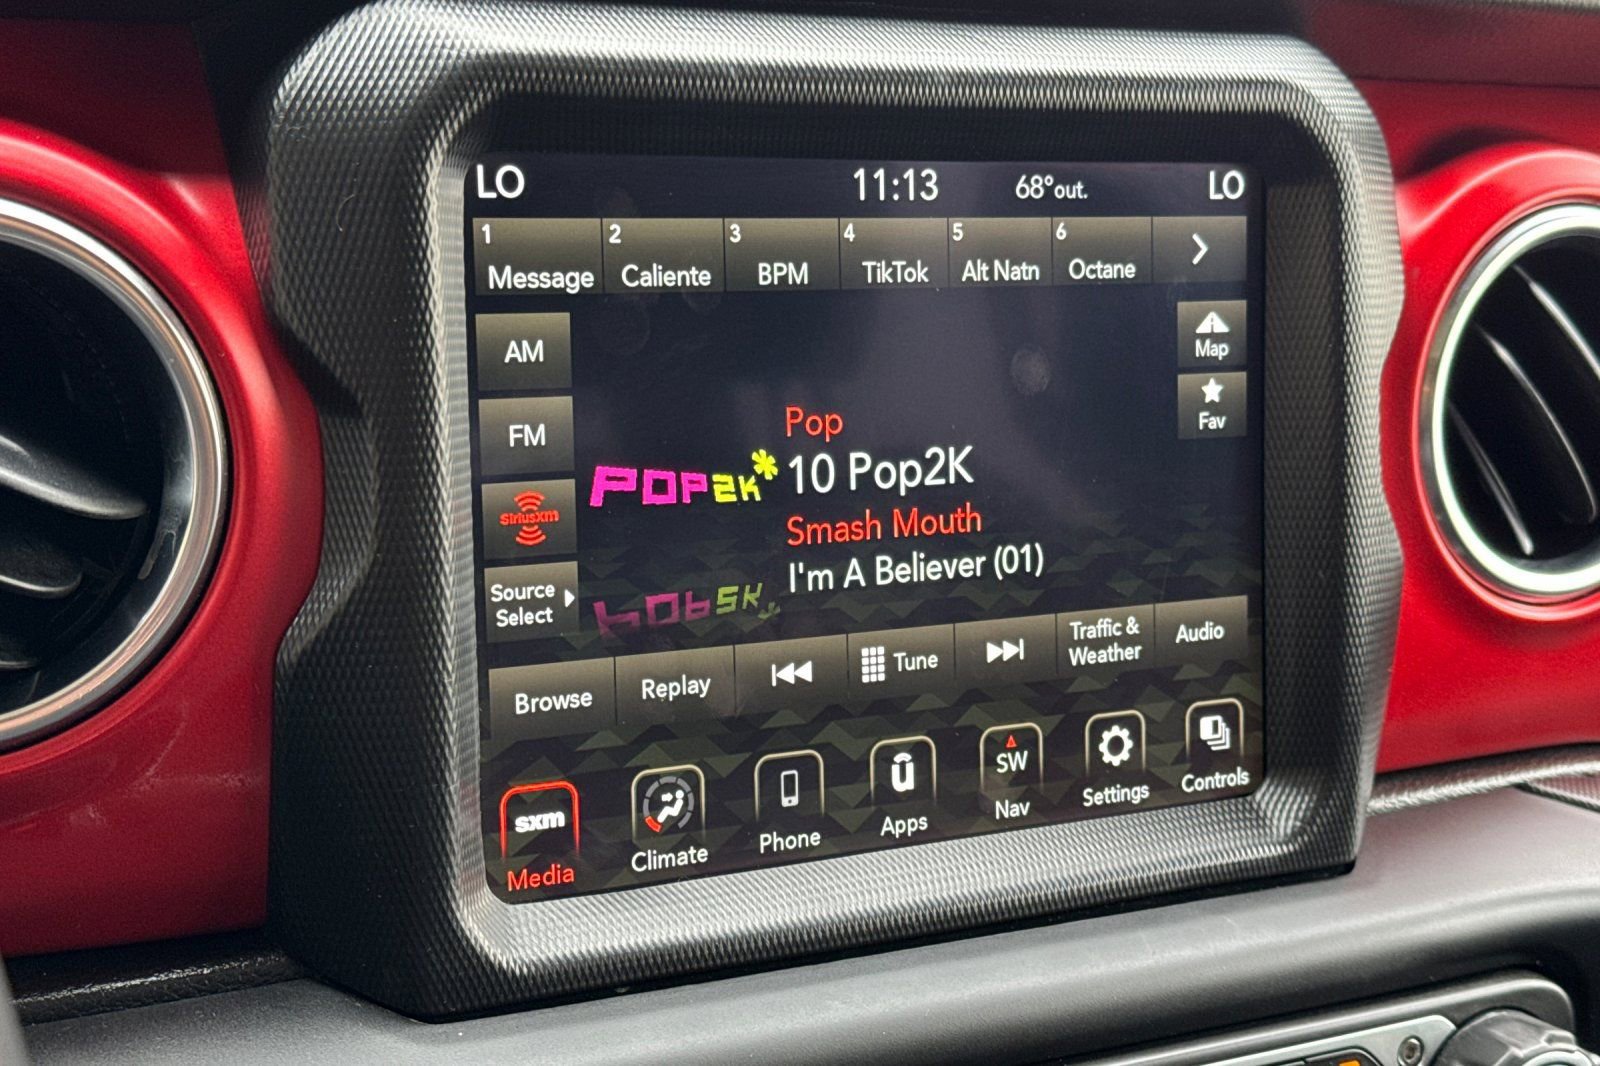 LO 11:13 68°out. LO
1 2 3 4 5 6
Message Caliente BPM TikTok Alt Natn Octane
AM
Map
FM
Fav
Pop
POP2K*
10 Pop2K
siriusxm
Smash Mouth
I'm A Believer (01)
Source
Select
Browse Replay Tune Traffic &
Weather Audio
sxm
Media
Climate
Phone
û
Apps
SW
Nav
Settings
Controls